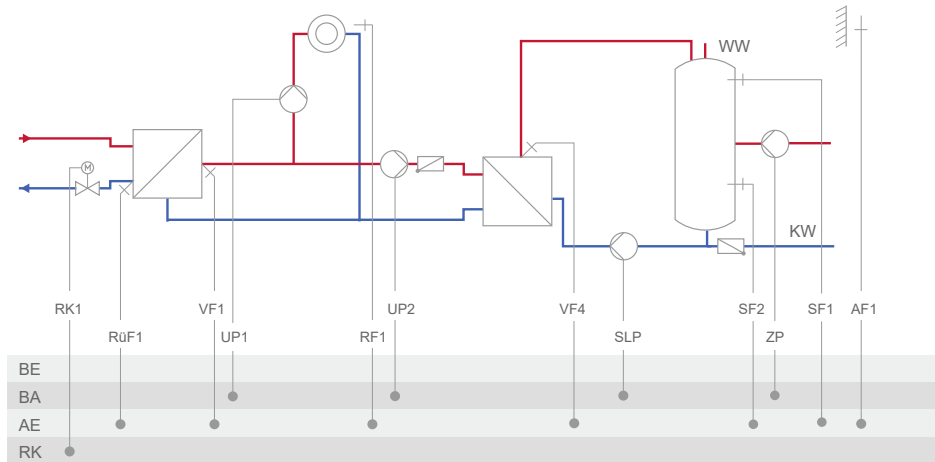 WW
M
KW
RK1 VF1 UP2 VF4 SF2 SF1 AF1
RüF1 UP1 RF1 SLP ZP
BE
BA
AE
RK